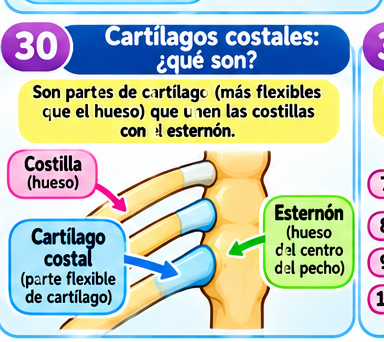 30
Cartílagos costales:
¿qué son?
Son partes de cartílago (más flexibles
que el hueso) que unen las costillas
con el esternón.
Costilla
(hueso)
Cartílago
costal
(parte flexible
de cartílago)
Esternón
(hueso
del centro
del pecho)